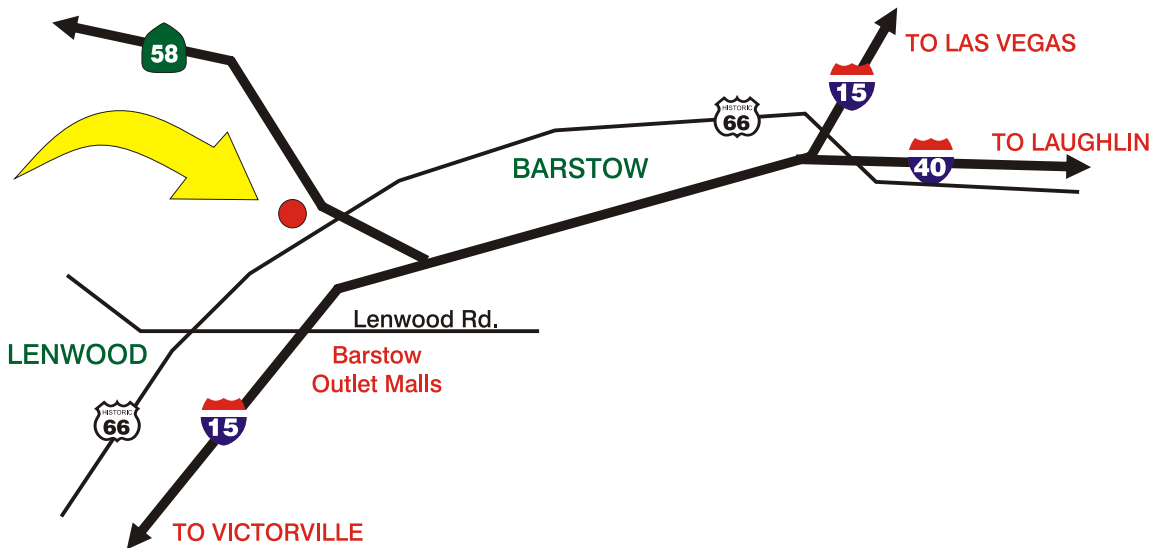 58
TO LAS VEGAS
15
HISTORIC
66
TO LAUGHLIN
40
BARSTOW
Lenwood Rd.
LENWOOD
Barstow
Outlet Malls
HISTORIC
66
15
TO VICTORVILLE